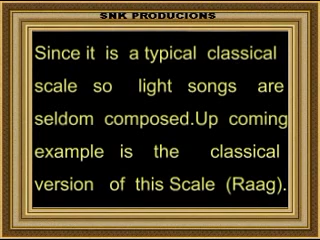 SNK PRODUCIONS
Since it is a typical classical
scale so light songs are
seldom composed.Up coming
example is the classical
version of this Scale (Raag).